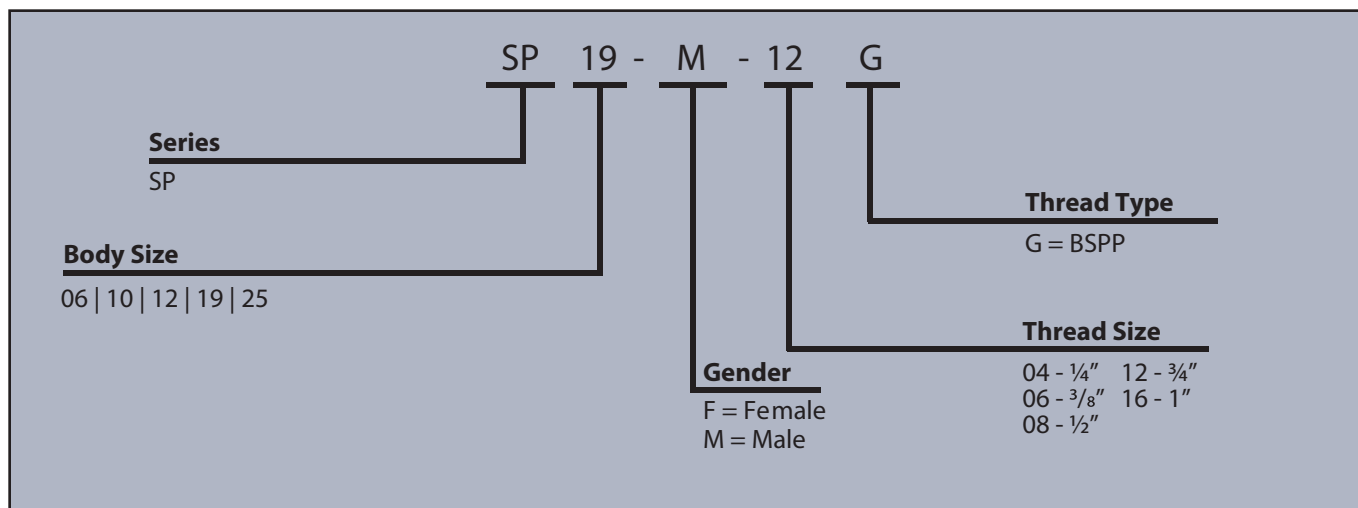 SP 19 - M - 12 G
Series
SP
Body Size
06 | 10 | 12 | 19 | 25
Gender
F = Female
M = Male
Thread Type
G = BSPP
Thread Size
04 - ¼” 12 - ¾”
06 - ³/₈” 16 - 1”
08 - ½”